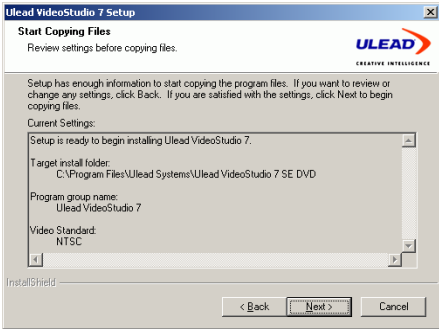 Ulead VideoStudio 7 Setup
Start Copying Files
Review settings before copying files.
ULEAD
CREATIVE INTELLIGENCE
Setup has enough information to start copying the program files. If you want to review or
change any settings, click Back. If you are satisfied with the settings, click Next to begin
copying files.
Current Settings:
Setup is ready to begin installing Ulead VideoStudio 7.
Target install folder:
C:\Program Files\Ulead Systems\Ulead VideoStudio 7 SE DVD
Program group name:
Ulead VideoStudio 7
Video Standard:
NTSC
InstallShield
< Back
Next >
Cancel